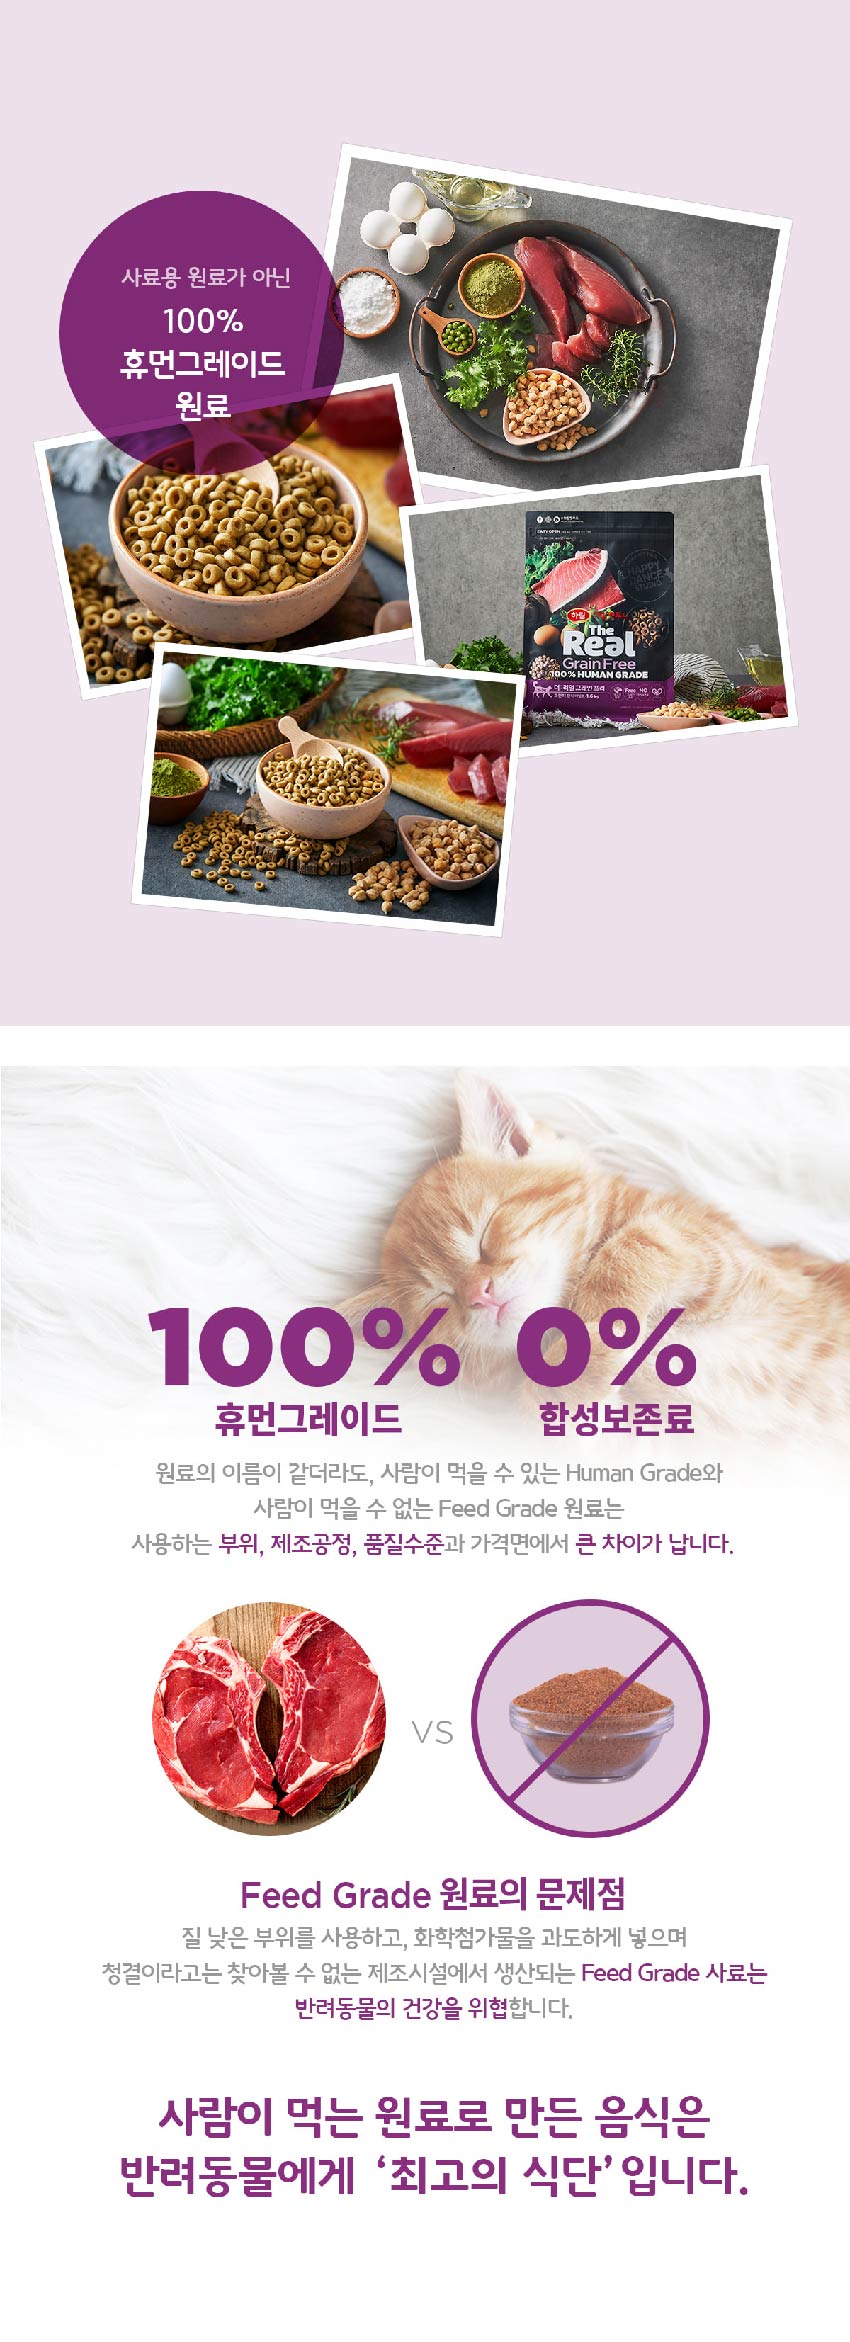 사료용 원료가 아닌
100%
휴먼그레이드
원료
하림
The
Real
Grain Free
100% HUMAN GRADE
HAPPY
DANCE
STUDIO
100% 0%
휴먼그레이드 합성보존료
원료의 이름이 같더라도, 사람이 먹을 수 있는 Human Grade와
사람이 먹을 수 없는 Feed Grade 원료는
사용하는 부위, 제조공정, 품질수준과 가격면에서 큰 차이가 납니다.
VS
Feed Grade 원료의 문제점
질 낮은 부위를 사용하고, 화학첨가물을 과도하게 넣으며
청결이라고는 찾아볼 수 없는 제조시설에서 생산되는 Feed Grade 사료는
반려동물의 건강을 위협합니다.
사람이 먹는 원료로 만든 음식은
반려동물에게 ‘최고의 식단’입니다.